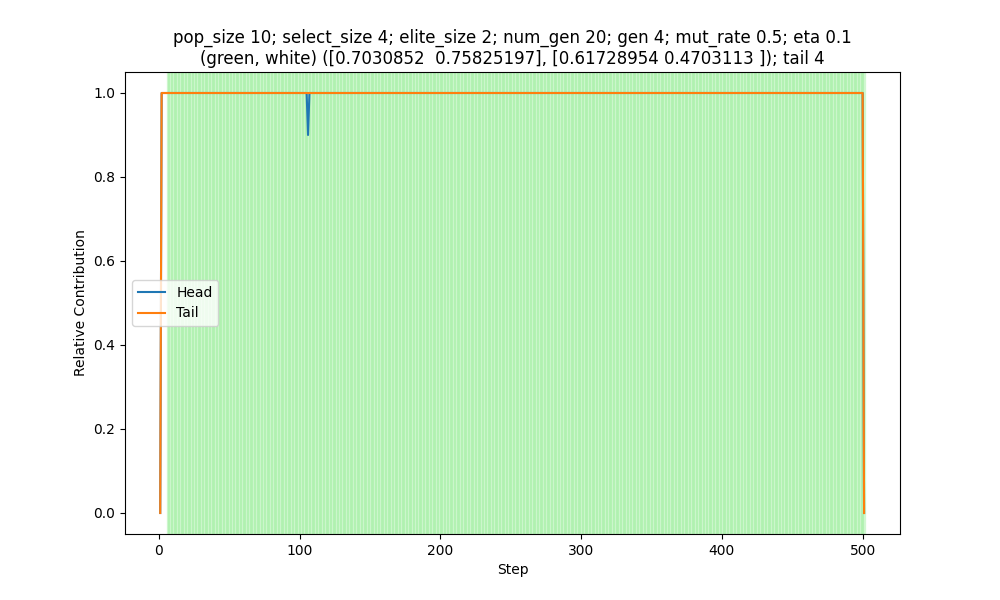 pop_size 10; select_size 4; elite_size 2; num_gen 20; gen 4; mut_rate 0.5; eta 0.1
(green, white) ([0.7030852  0.75825197], [0.61728954 0.4703113 ]); tail 4
1.0
0.8
0.6
0.4
0.2
0.0
Relative Contribution
Head
Tail
0 100 200 300 400 500
Step